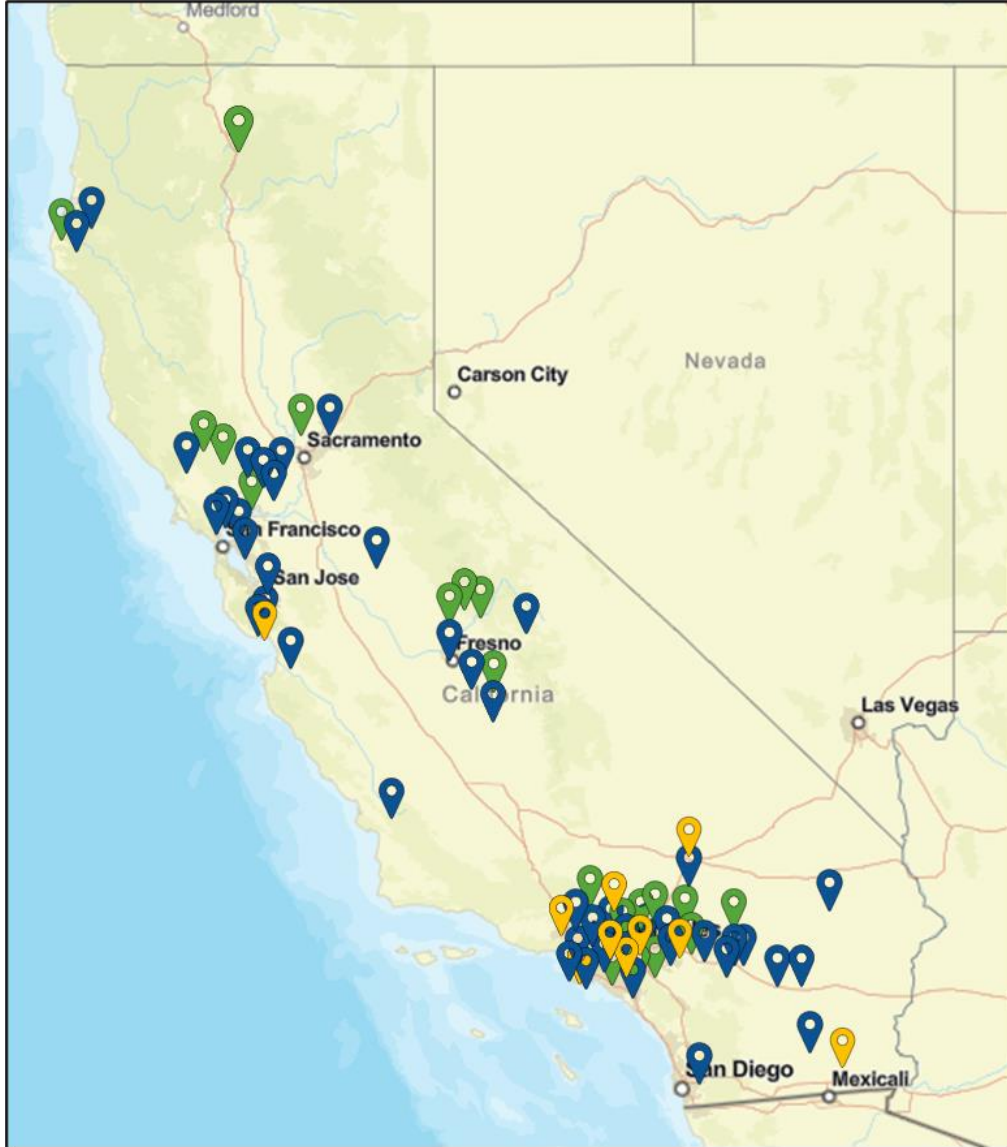 Medford
Carson City
Nevada
Sacramento
San Francisco
San Jose
Fresno
California
Las Vegas
San Diego
Mexicali